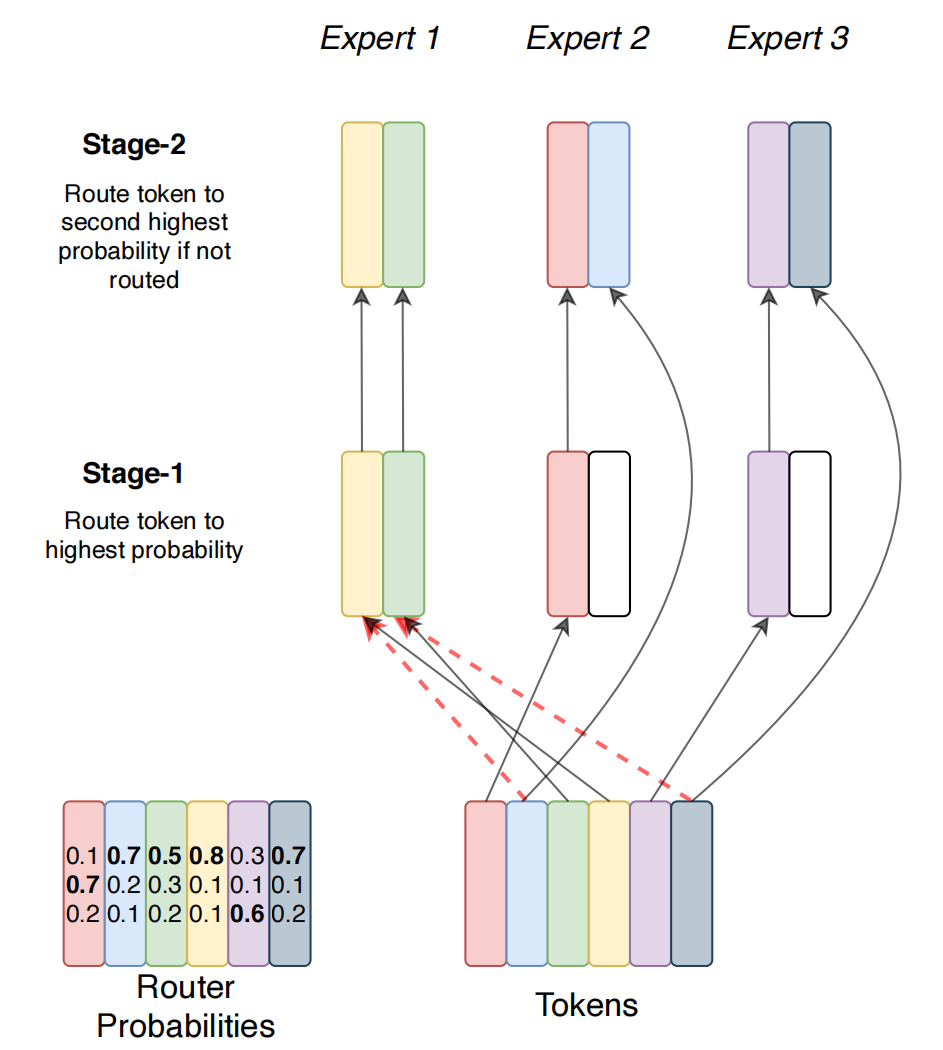 Expert 1 Expert 2 Expert 3
Stage-2
Route token to
second highest
probability if not
routed
Stage-1
Route token to
highest probability
0.1 0.7 0.5 0.8 0.3 0.7
0.7 0.2 0.3 0.1 0.1 0.1
0.2 0.1 0.2 0.1 0.6 0.2
Router
Probabilities
Tokens